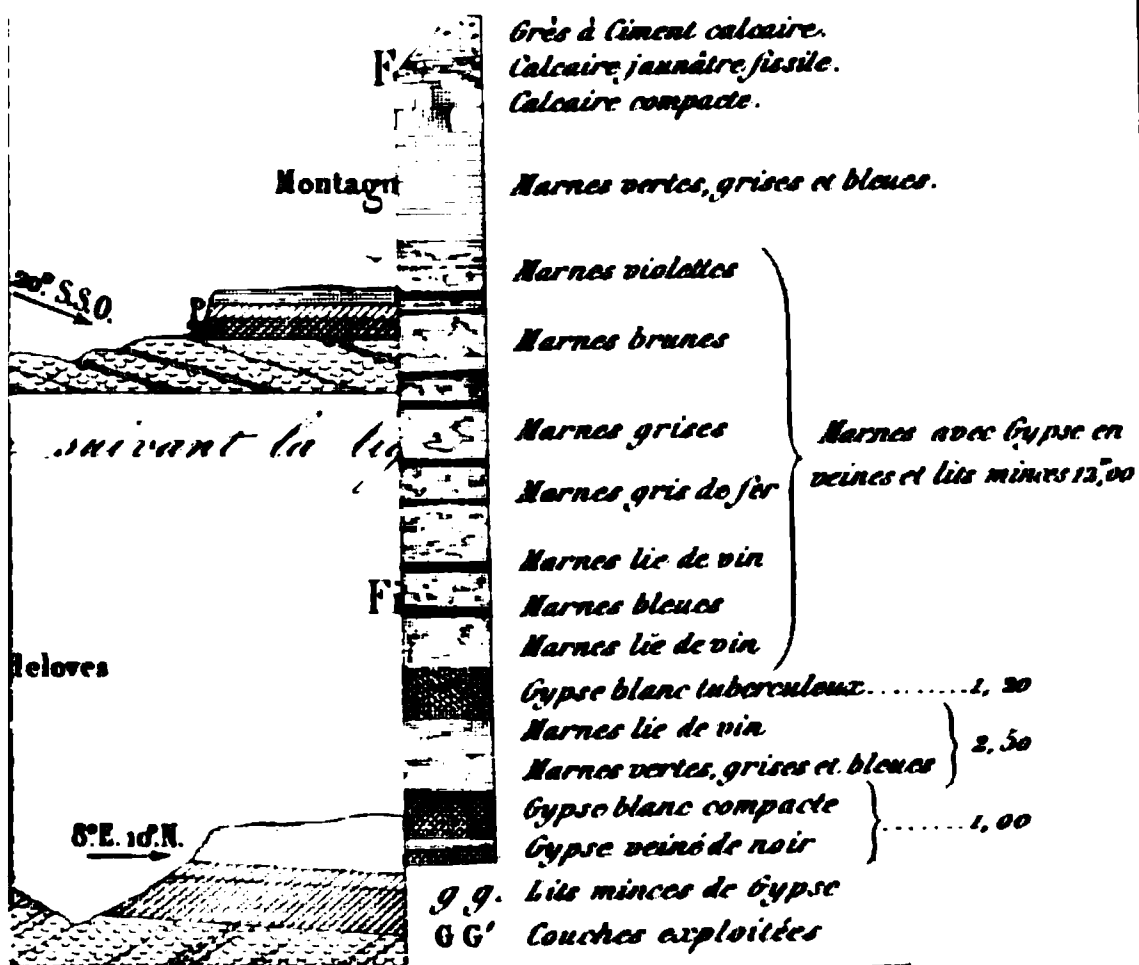 Grès à Ciment calcaire.
F.
Calcaire jaunâtre fissile.
Calcaire compacte.
Montagn
Marnes vertes, grises et bleues.
Marnes violettes
20° S.S.O.
P
Marnes brunes
suivant la lig
Marnes grises
Marnes avec Gypse en
veines et lits minces 12,m00
Marnes gris de fer
Marnes lie de vin
Fi
Marnes bleues
Marnes lie de vin
Meloves
Gypse blanc tuberculeux.........1, 20
Marnes lie de vin
2, 50
Marnes vertes, grises et bleues
Gypse blanc compacte
......1, 00
8° E. 10° N.
Gypse veiné de noir
g g. Lits minces de Gypse
G G' Couches exploitées